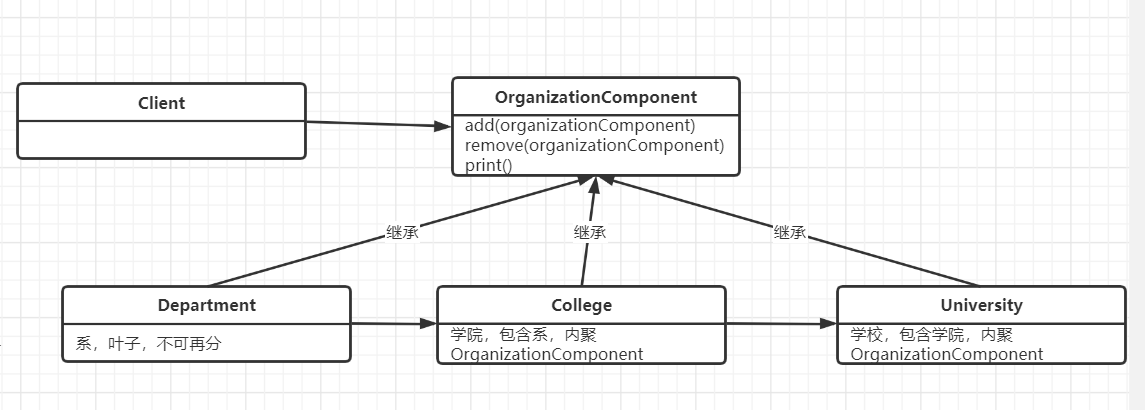 Client
OrganizationComponent
add(organizationComponent)
remove(organizationComponent)
print()
继承
继承
继承
Department
系，叶子，不可再分
College
学院，包含系，内聚
OrganizationComponent
University
学校，包含学院，内聚
OrganizationComponent